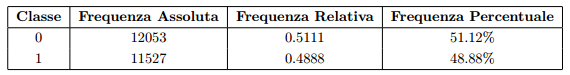 Classe Frequenza Assoluta Frequenza Relativa Frequenza Percentuale
0 12053 0.5111 51.12%
1 11527 0.4888 48.88%